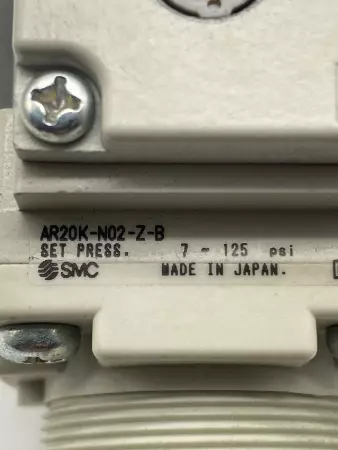 AR20K-N02-Z-B
SET PRESS. 7 ~ 125 psi
SMC MADE IN JAPAN.